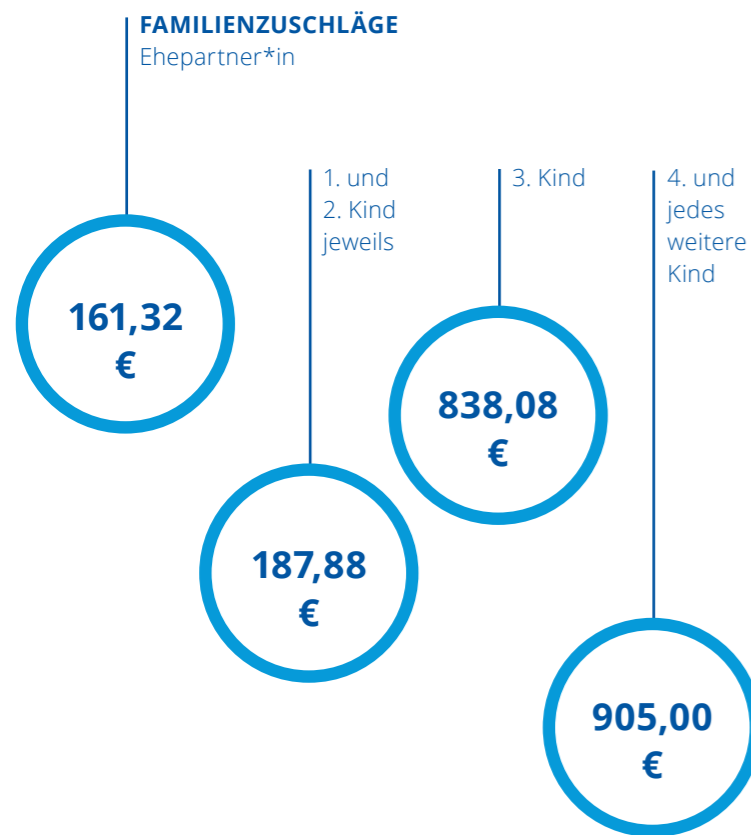 FAMILIENZUSCHLÄGE
Ehepartner*in
161,32
€
1. und
2. Kind
jeweils
187,88
€
3. Kind
838,08
€
4. und
jedes
weitere
Kind
905,00
€